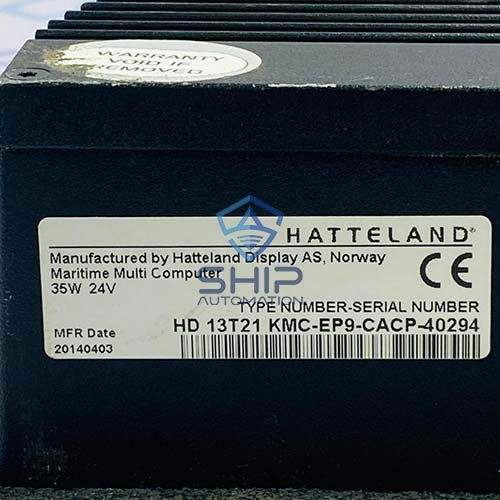 WARRANTY
VOID IF
REMOVED
HATTELAND®
Manufactured by Hatteland Display AS, Norway
Maritime Multi Computer
35W 24V
CE
SHIP
AUTOMATION
TYPE NUMBER-SERIAL NUMBER
HD 13T21 KMC-EP9-CACP-40294
MFR Date
20140403